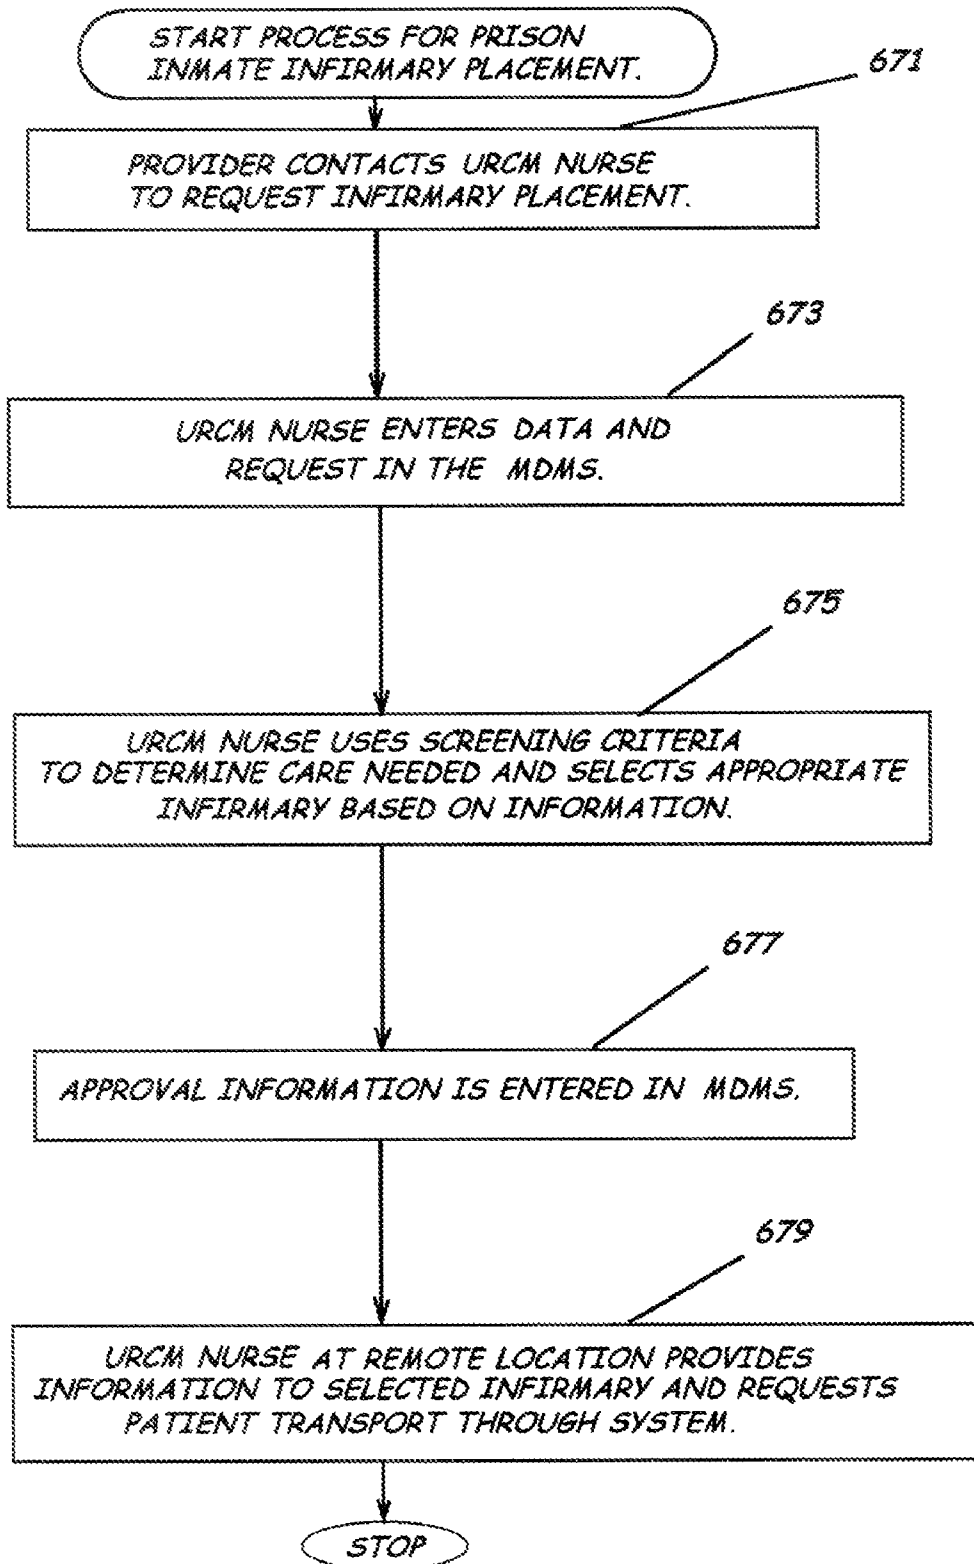 START PROCESS FOR PRISON
INMATE INFIRMARY PLACEMENT.
671
PROVIDER CONTACTS URCM NURSE
TO REQUEST INFIRMARY PLACEMENT.
673
URCM NURSE ENTERS DATA AND
REQUEST IN THE MDMS.
675
URCM NURSE USES SCREENING CRITERIA
TO DETERMINE CARE NEEDED AND SELECTS APPROPRIATE
INFIRMARY BASED ON INFORMATION.
677
APPROVAL INFORMATION IS ENTERED IN MDMS.
679
URCM NURSE AT REMOTE LOCATION PROVIDES
INFORMATION TO SELECTED INFIRMARY AND REQUESTS
PATIENT TRANSPORT THROUGH SYSTEM.
STOP